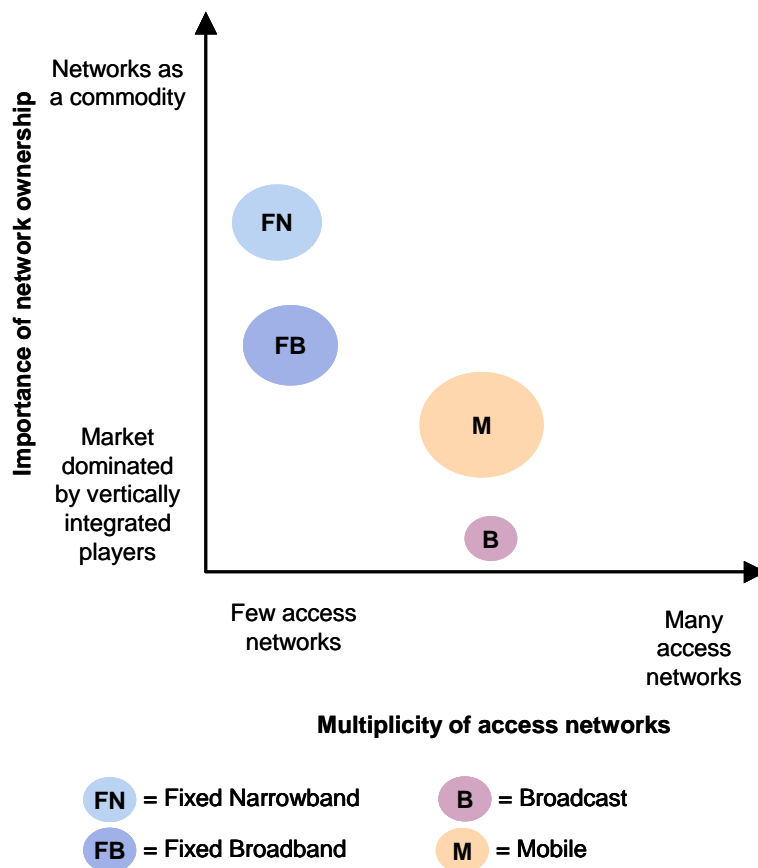 Networks as
a commodity
Importance of network ownership
FN
FB
M
B
Market
dominated
by vertically
integrated
players
Few access
networks
Many
access
networks
Multiplicity of access networks
FN = Fixed Narrowband
B = Broadcast
FB = Fixed Broadband
M = Mobile